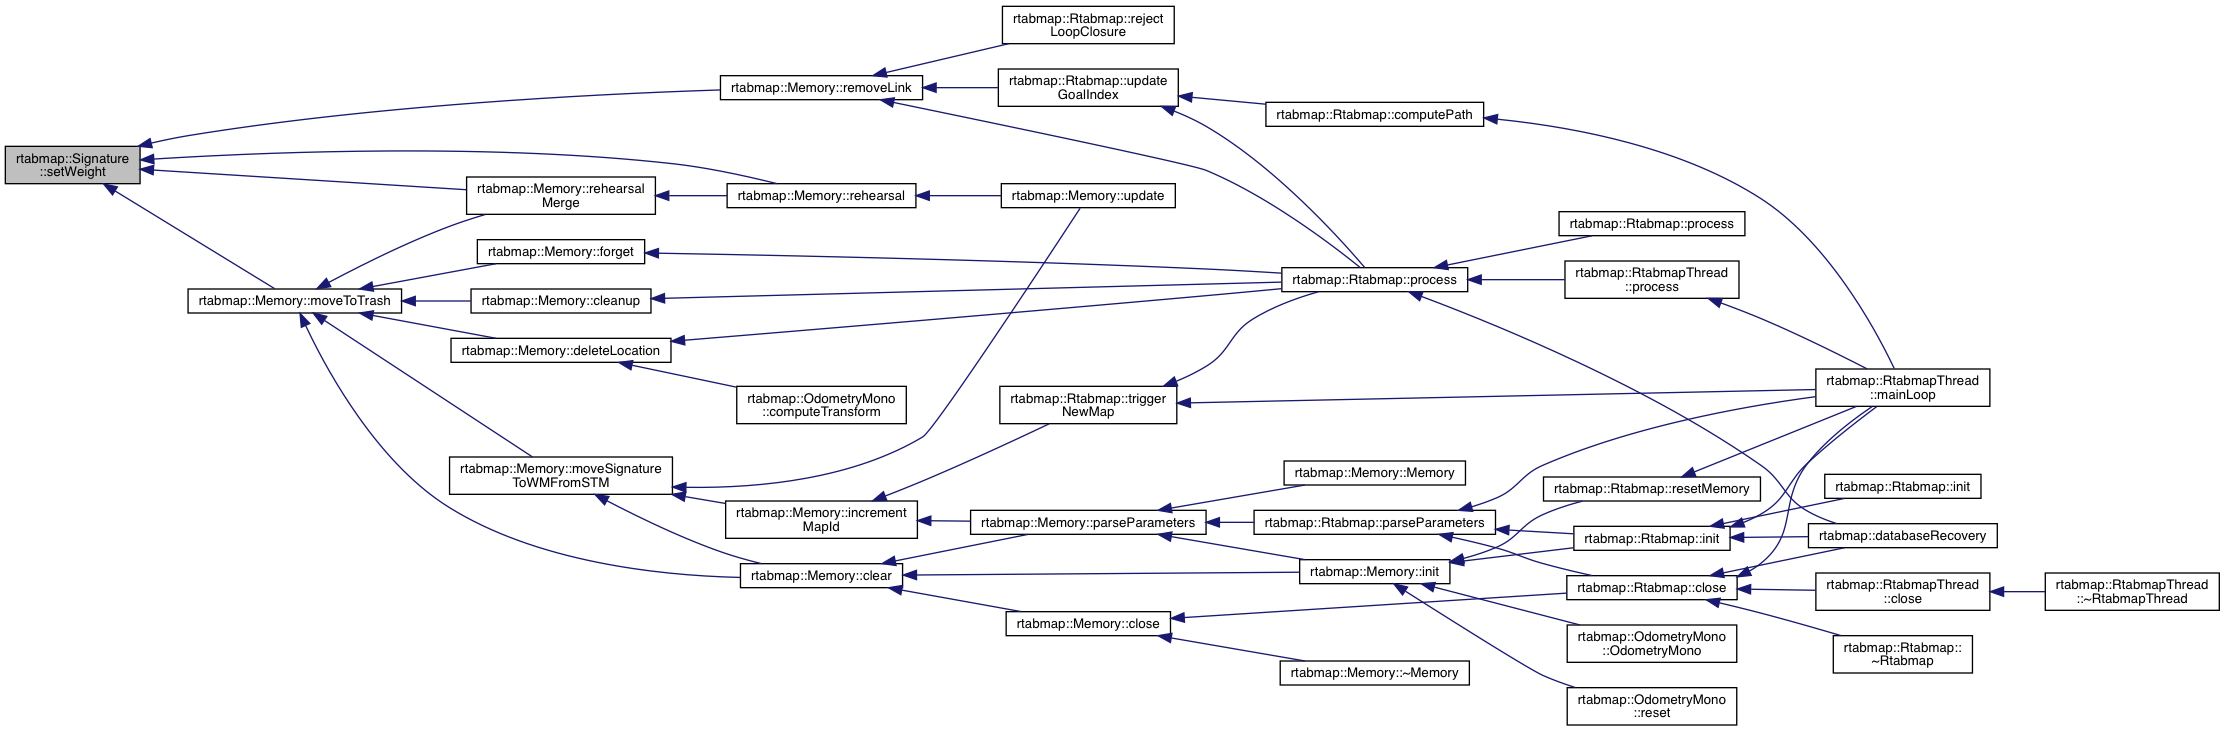 rtabmap::Rtabmap::reject
LoopClosure
rtabmap::Memory::removeLink
rtabmap::Rtabmap::update
GoalIndex
rtabmap::Rtabmap::computePath
rtabmap::Signature
::setWeight
rtabmap::Memory::rehearsal
Merge
rtabmap::Memory::rehearsal
rtabmap::Memory::update
rtabmap::Rtabmap::process
rtabmap::Memory::forget
rtabmap::Memory::moveToTrash
rtabmap::Memory::cleanup
rtabmap::Rtabmap::process
rtabmap::RtabmapThread
::process
rtabmap::Memory::deleteLocation
rtabmap::OdometryMono
::computeTransform
rtabmap::Rtabmap::trigger
NewMap
rtabmap::RtabmapThread
::mainLoop
rtabmap::Memory::moveSignature
ToWMFromSTM
rtabmap::Memory::Memory
rtabmap::Rtabmap::resetMemory
rtabmap::Rtabmap::init
rtabmap::Memory::increment
MapId
rtabmap::Memory::parseParameters
rtabmap::Rtabmap::parseParameters
rtabmap::Rtabmap::init
rtabmap::databaseRecovery
rtabmap::Memory::clear
rtabmap::Memory::init
rtabmap::Rtabmap::close
rtabmap::RtabmapThread
::close
rtabmap::RtabmapThread
::~RtabmapThread
rtabmap::Memory::close
rtabmap::OdometryMono
::OdometryMono
rtabmap::Rtabmap::
~Rtabmap
rtabmap::Memory::~Memory
rtabmap::OdometryMono
::reset